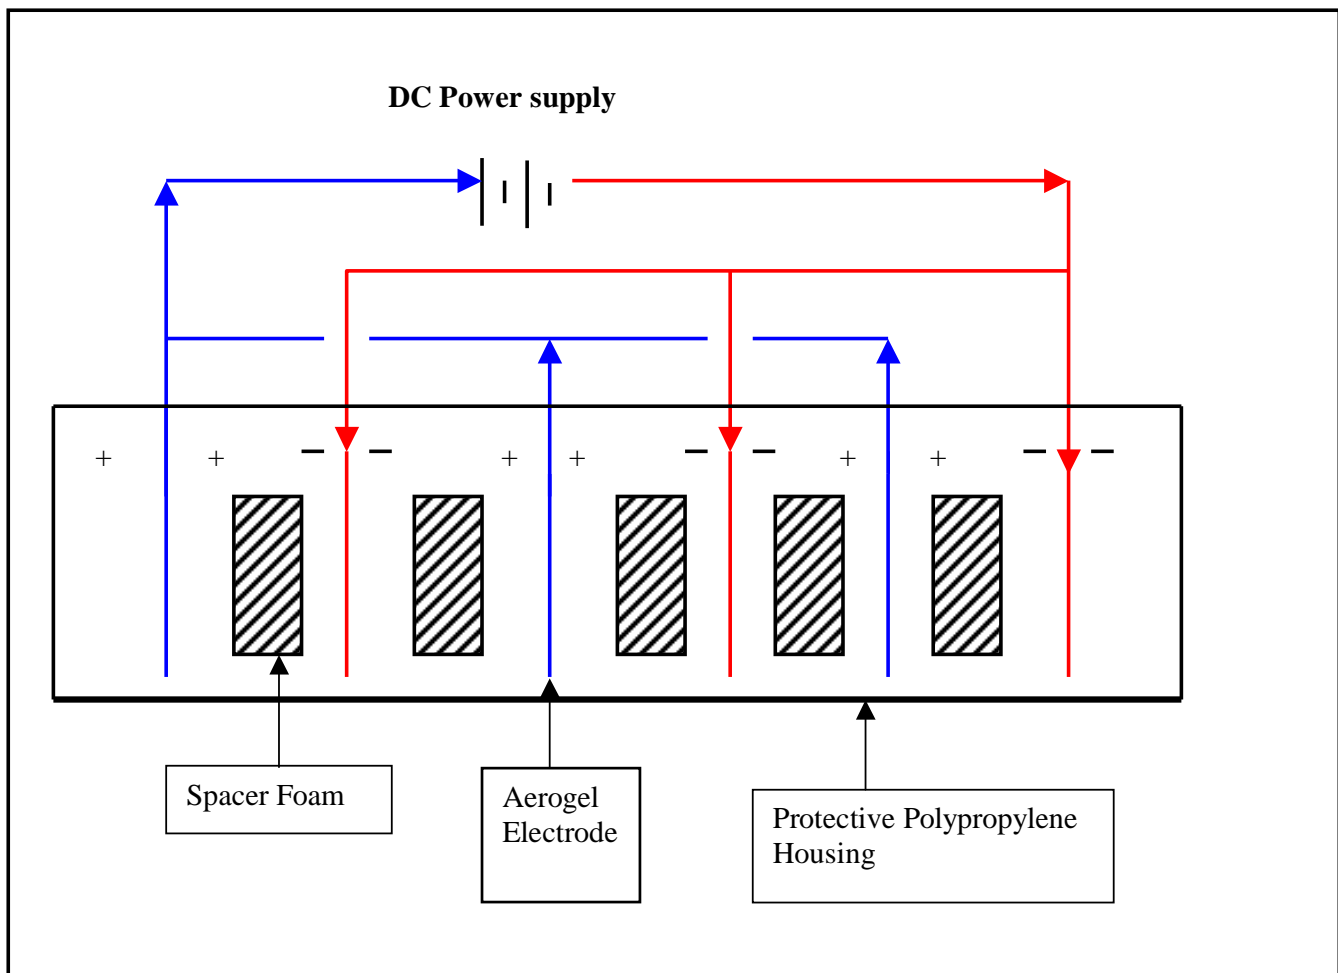 DC Power supply
+ + − − + + − − + + − −
Spacer Foam
Aerogel
Electrode
Protective Polypropylene
Housing